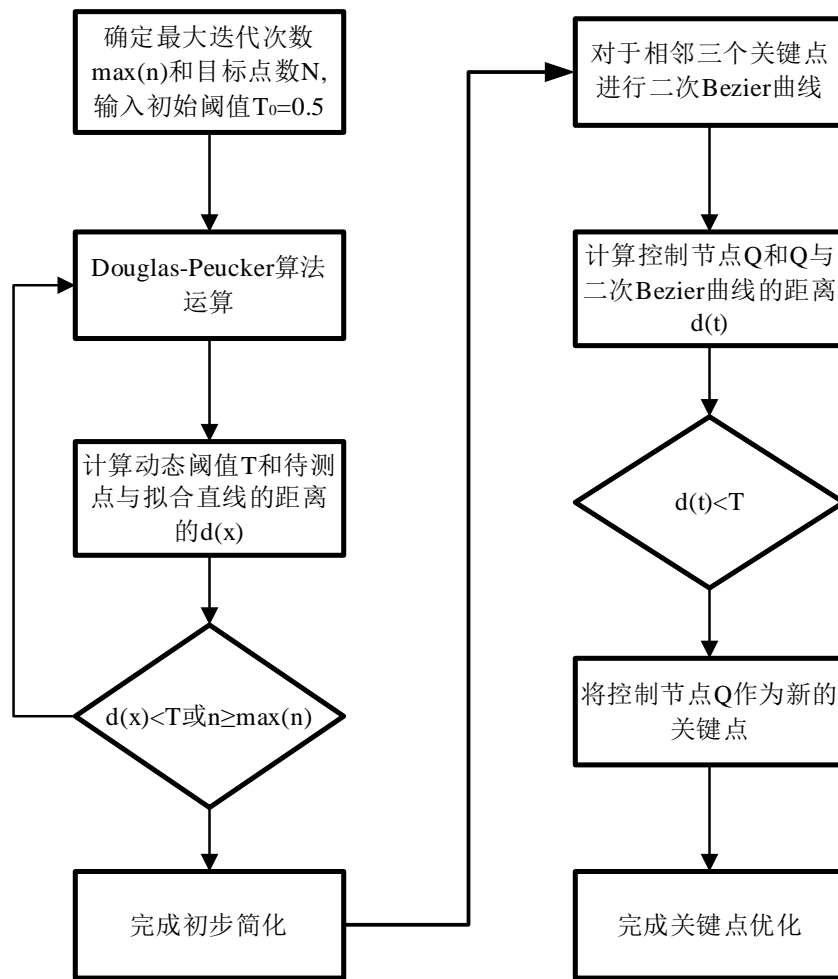 确定最大迭代次数
max(n)和目标点数N,
输入初始阈值T₀=0.5
Douglas-Peucker算法
运算
计算动态阈值T和待测
点与拟合直线的距离
的d(x)
d(x)<T或n≥max(n)
完成初步简化
对于相邻三个关键点
进行二次Bezier曲线
计算控制节点Q和Q与
二次Bezier曲线的距离
d(t)
d(t)<T
将控制节点Q作为新的
关键点
完成关键点优化